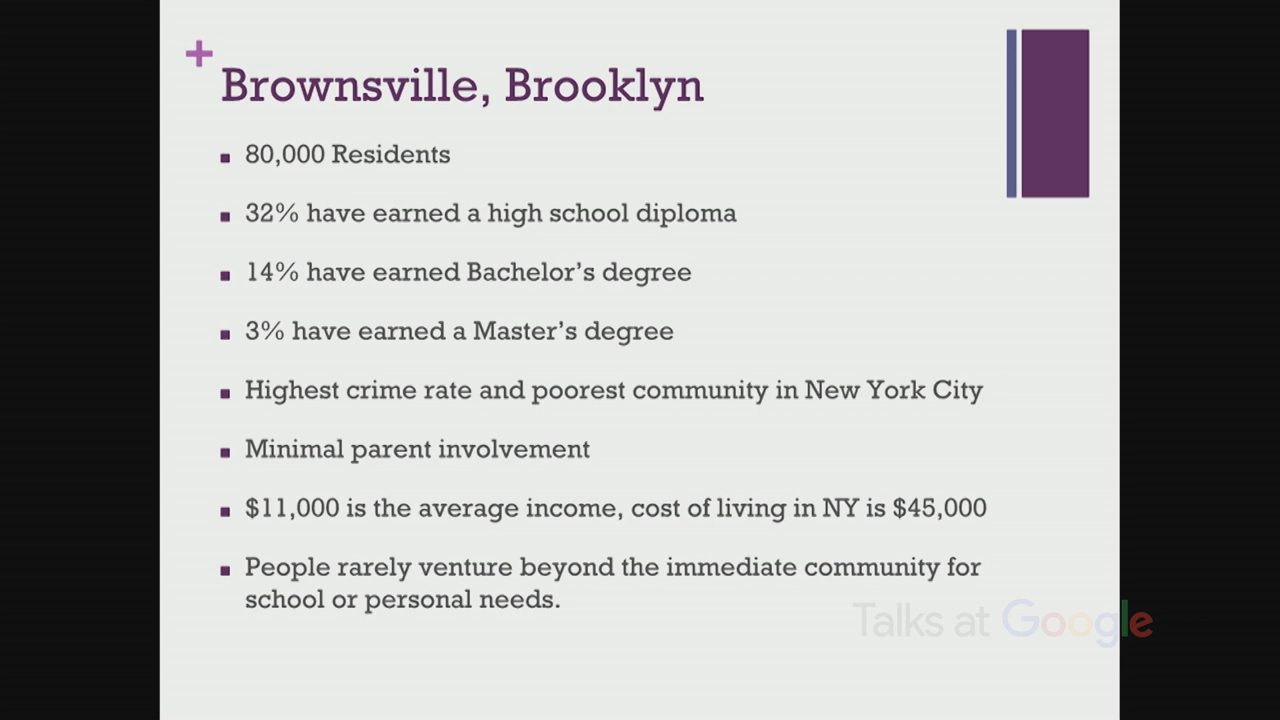 +
Brownsville, Brooklyn
80,000 Residents
32% have earned a high school diploma
14% have earned Bachelor’s degree
3% have earned a Master’s degree
Highest crime rate and poorest community in New York City
Minimal parent involvement
$11,000 is the average income, cost of living in NY is $45,000
People rarely venture beyond the immediate community for
school or personal needs.
Talks at Google